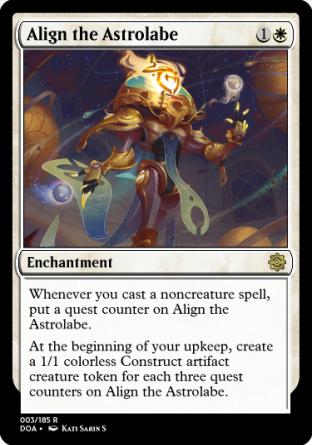 Align the Astrolabe 1
Enchantment
Whenever you cast a noncreature spell,
put a quest counter on Align the
Astrolabe.
At the beginning of your upkeep, create
a 1/1 colorless Construct artifact
creature token for each three quest
counters on Align the Astrolabe.
003/185 R
DOA • Kati Sarin S